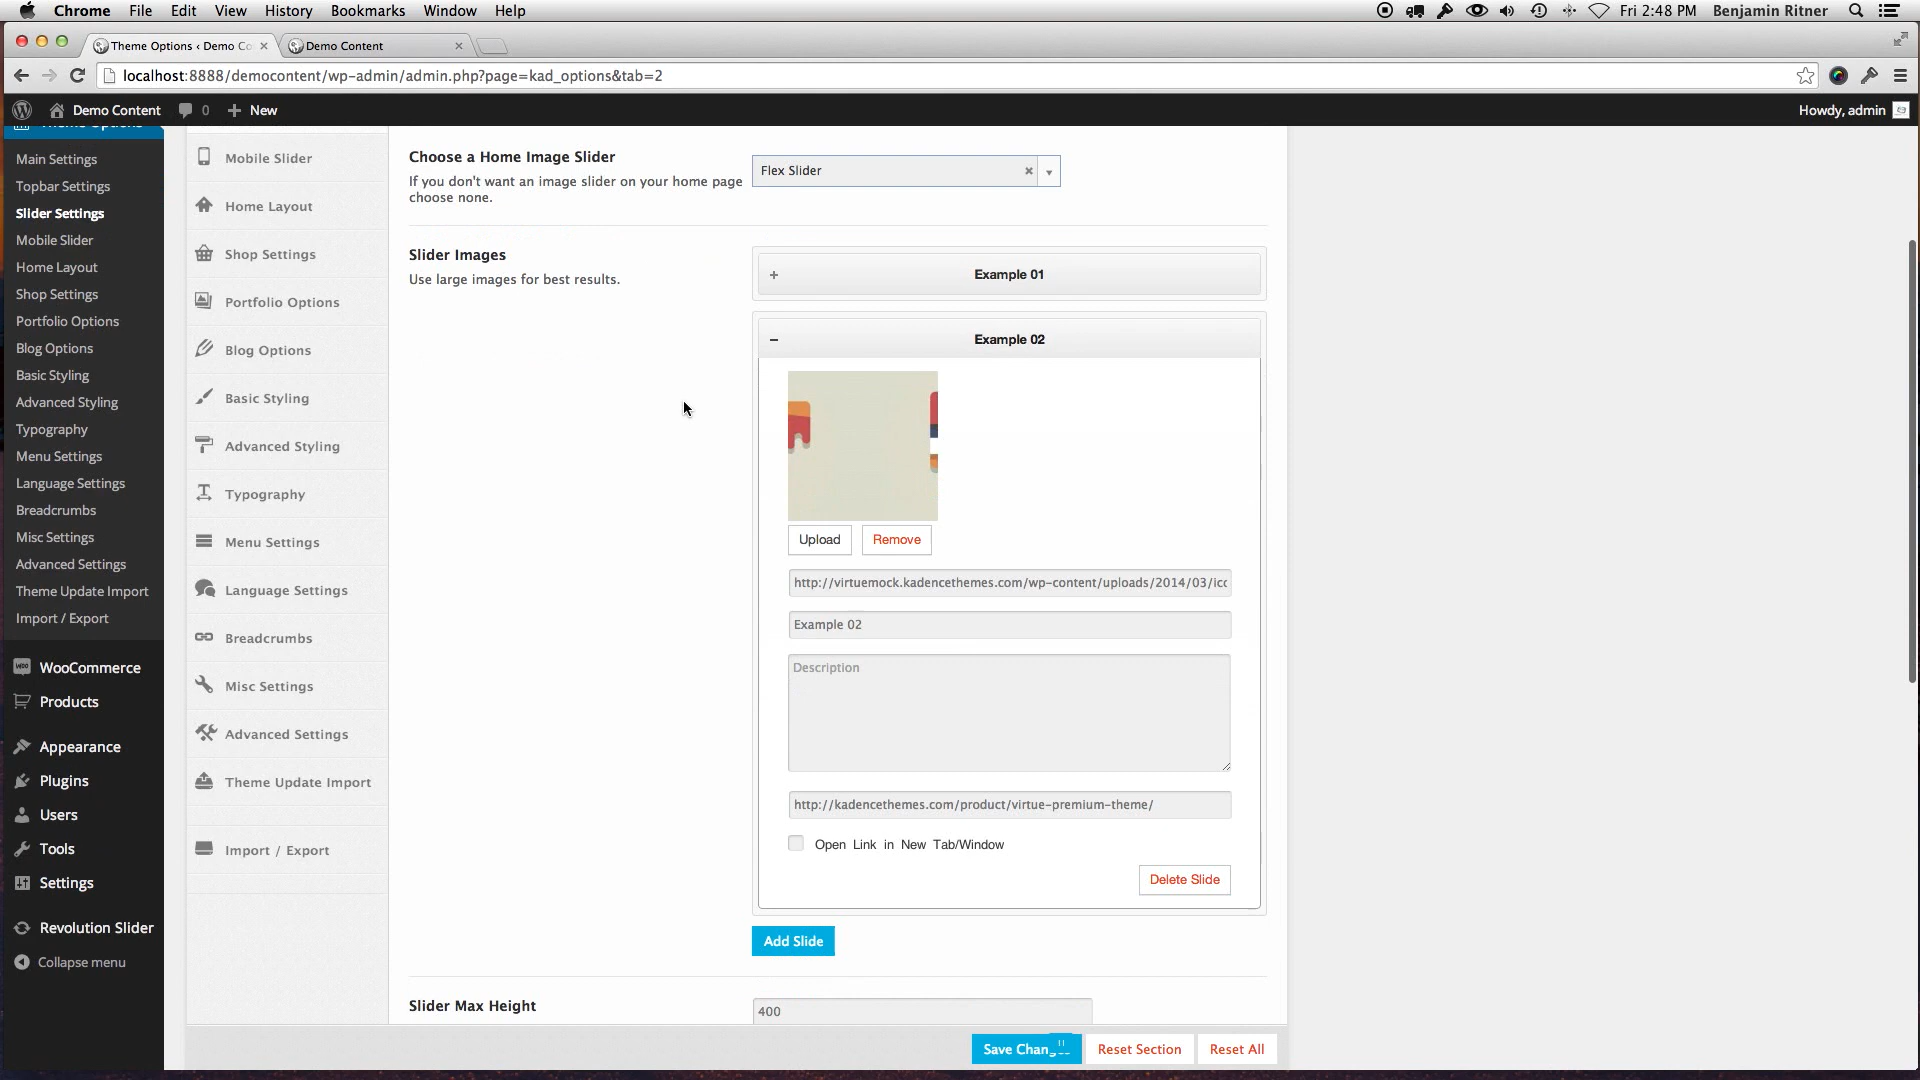 Chrome File Edit View History Bookmarks Window Help Fri 2:48 PM Benjamin Ritner
Theme Options ‹ Demo Co Demo Content
localhost:8888/democontent/wp-admin/admin.php?page=kad_options&tab=2
Demo Content 0 New Howdy, admin
Theme Options
Main Settings
Topbar Settings
Slider Settings
Mobile Slider
Home Layout
Shop Settings
Portfolio Options
Blog Options
Basic Styling
Advanced Styling
Typography
Menu Settings
Language Settings
Breadcrumbs
Misc Settings
Advanced Settings
Theme Update Import
Import / Export
WooCommerce
Products
Appearance
Plugins
Users
Tools
Settings
Revolution Slider
Collapse menu
Mobile Slider
Home Layout
Shop Settings
Portfolio Options
Blog Options
Basic Styling
Advanced Styling
Typography
Menu Settings
Language Settings
Breadcrumbs
Misc Settings
Advanced Settings
Theme Update Import
Import / Export
Choose a Home Image Slider
If you don't want an image slider on your home page
choose none.
Flex Slider
Slider Images
Use large images for best results.
Example 01
Example 02
Upload Remove
http://virtuemock.kadencethemes.com/wp-content/uploads/2014/03/icc
Example 02
Description
http://kadencethemes.com/product/virtue-premium-theme/
Open Link in New Tab/Window
Delete Slide
Add Slide
Slider Max Height
400
Save Chang Reset Section Reset All